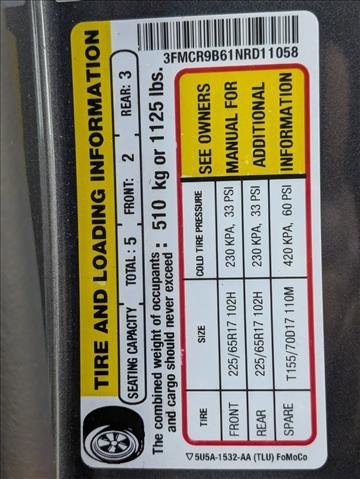 3FMCR9B61NRD11058
TIRE AND LOADING INFORMATION
SEATING CAPACITY TOTAL : 5 FRONT: 2 REAR: 3
The combined weight of occupants : 510 kg or 1125 lbs.
and cargo should never exceed
TIRE SIZE COLD TIRE PRESSURE SEE OWNERS
FRONT 225/65R17 102H 230 KPA, 33 PSI MANUAL FOR
REAR 225/65R17 102H 230 KPA, 33 PSI ADDITIONAL
SPARE T155/70D17 110M 420 KPA, 60 PSI INFORMATION
▽ 5U5A-1532-AA (TLU) FoMoCo